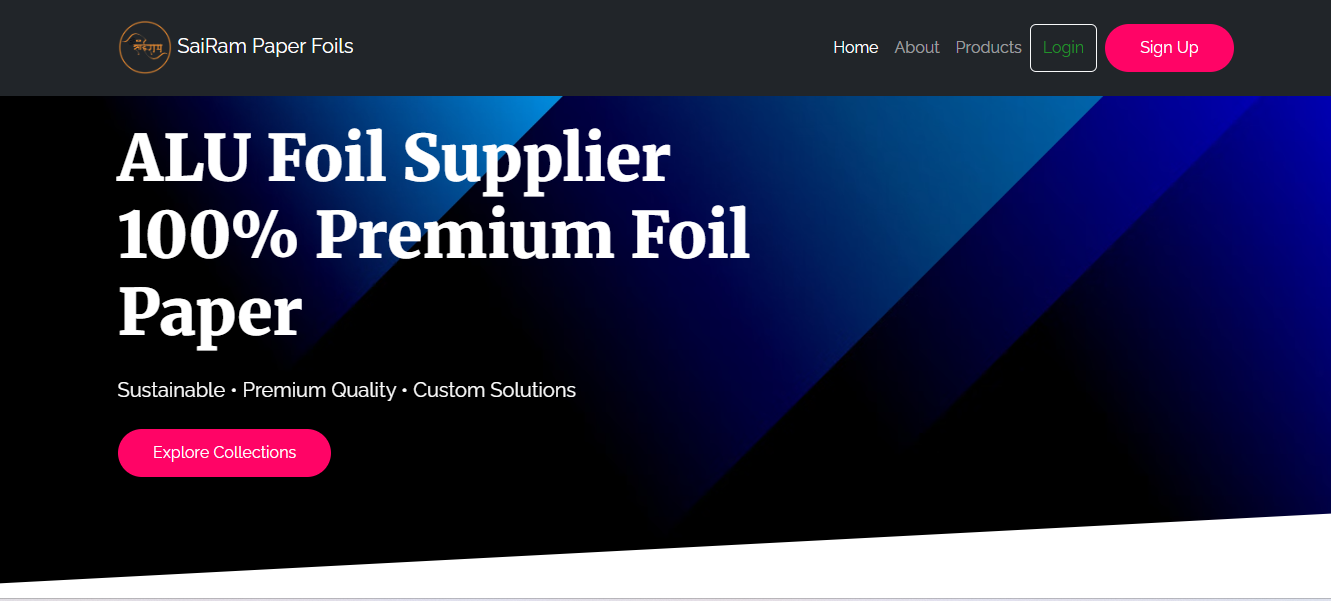 SaiRam Paper Foils
Home
About
Products
Login
Sign Up
ALU Foil Supplier
100% Premium Foil
Paper
Sustainable • Premium Quality • Custom Solutions
Explore Collections